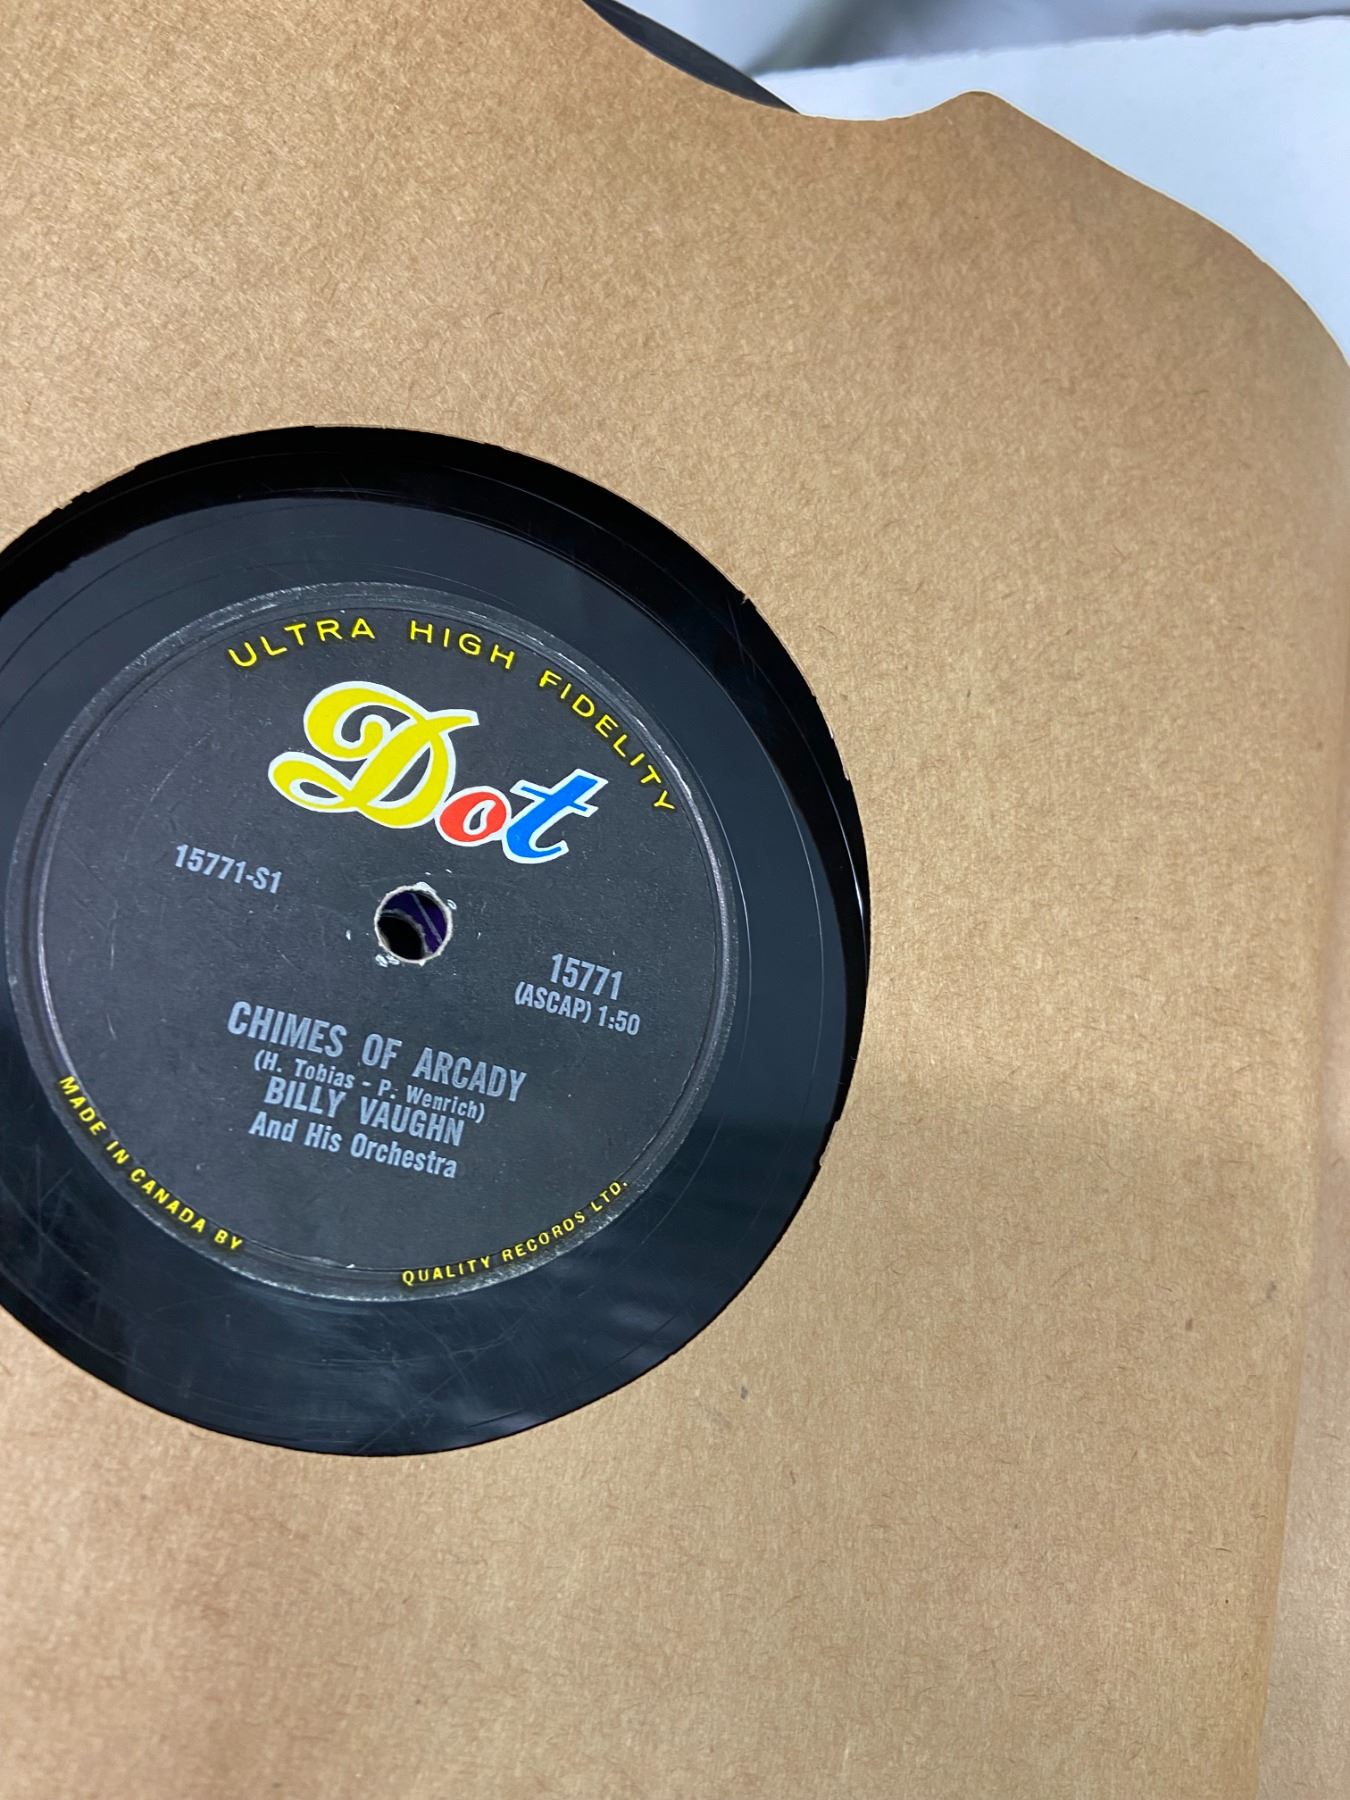 ULTRA HIGH FIDELITY
Dot
15771-S1
15771
(ASCAP) 1:50
CHIMES OF ARCADY
(H. Tobias - P. Wenrich)
BILLY VAUGHN
And His Orchestra
MADE IN CANADA BY QUALITY RECORDS LTD.